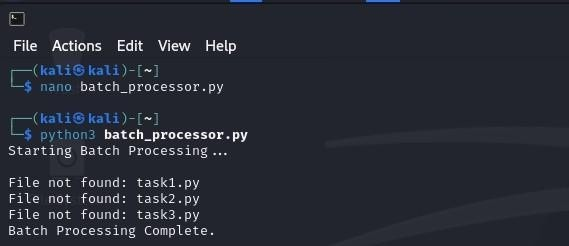 File Actions Edit View Help
┌──(kali㉿kali)-[~]
└─$ nano batch_processor.py
┌──(kali㉿kali)-[~]
└─$ python3 batch_processor.py
Starting Batch Processing...
File not found: task1.py
File not found: task2.py
File not found: task3.py
Batch Processing Complete.